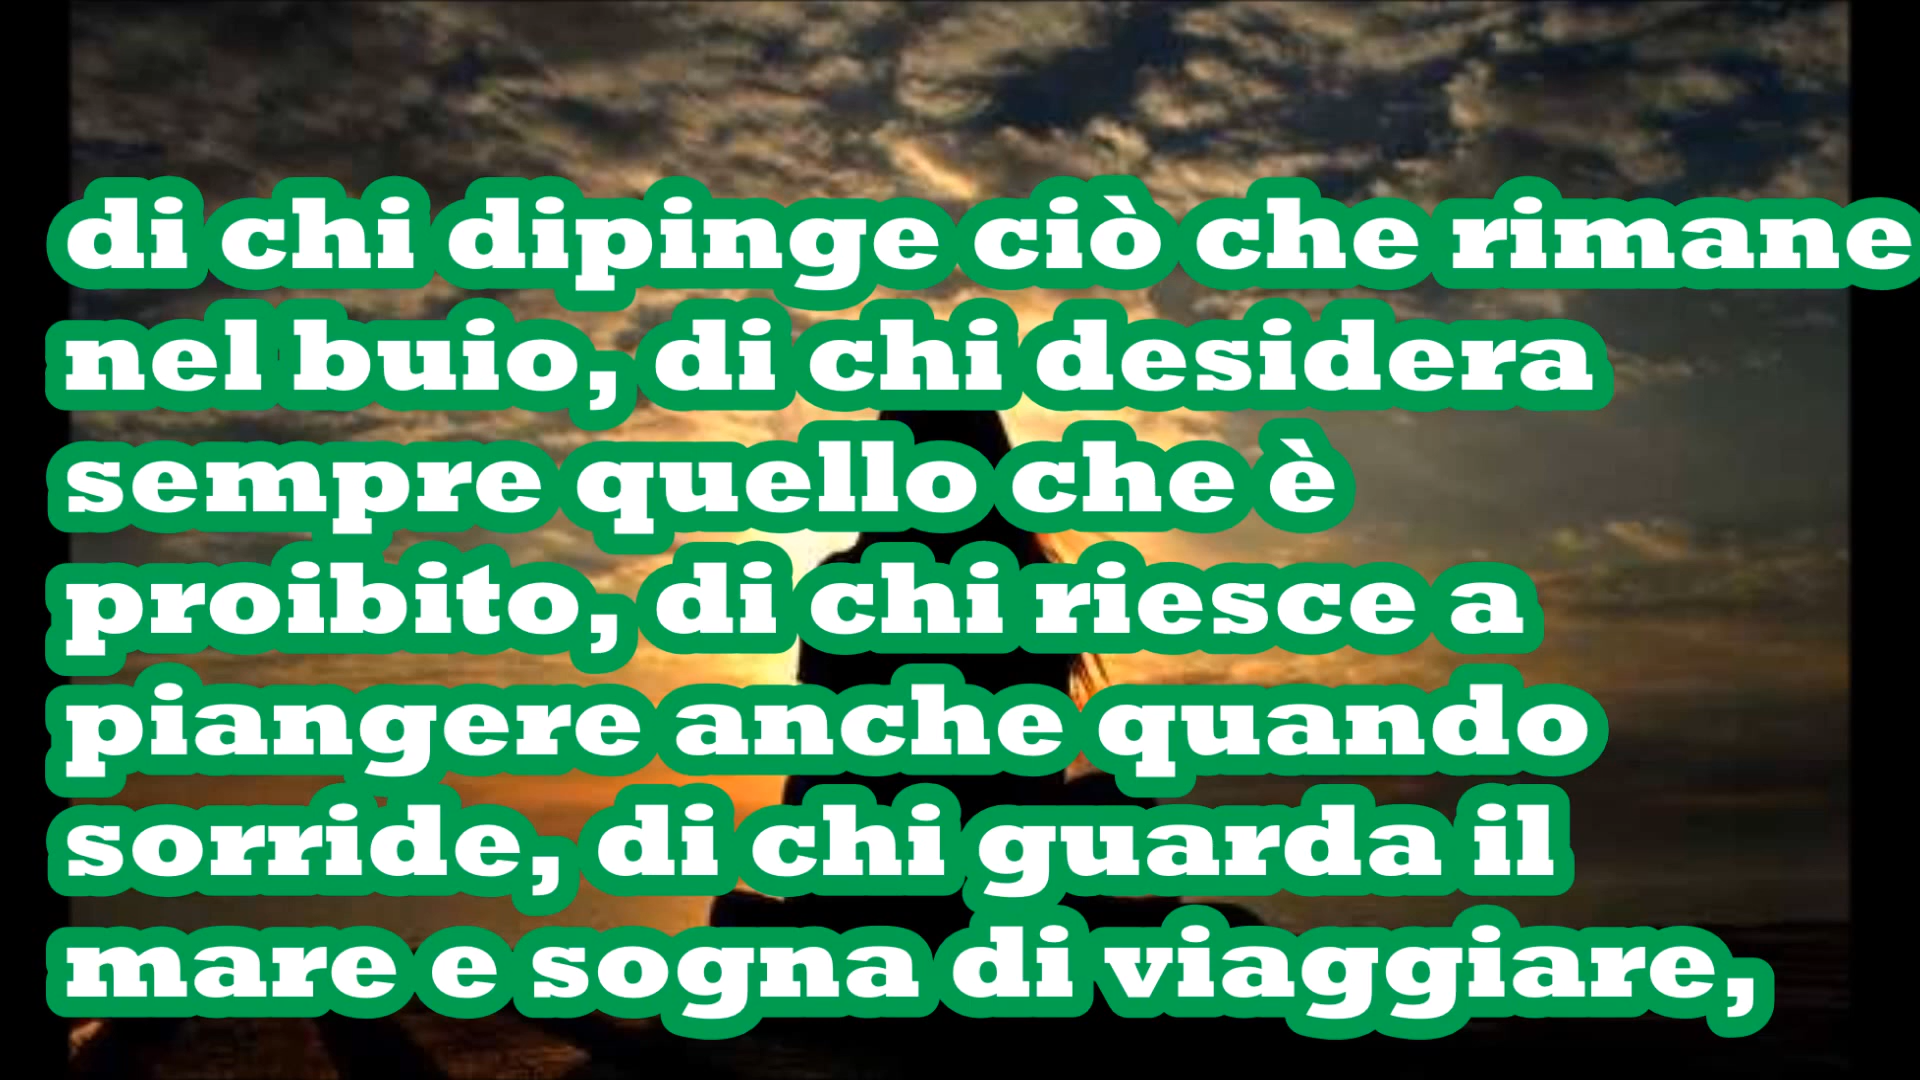 di chi dipinge ciò che rimane
nel buio, di chi desidera
sempre quello che è
proibito, di chi riesce a
piangere anche quando
sorride, di chi guarda il
mare e sogna di viaggiare,